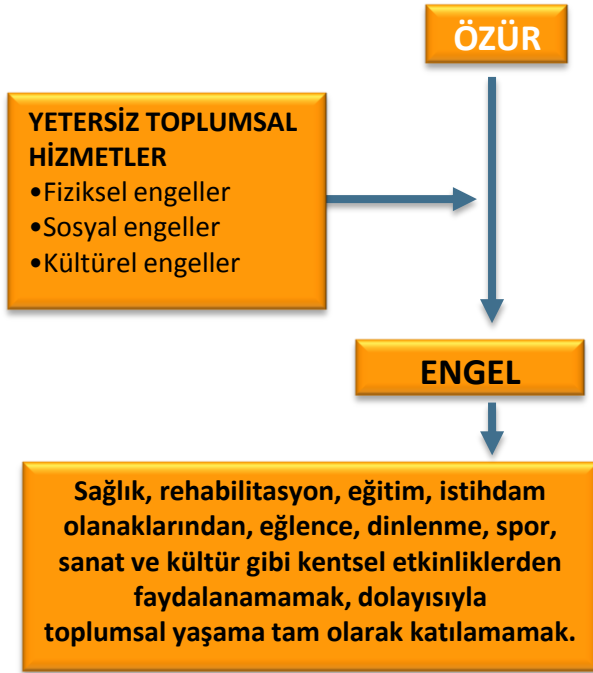 ÖZÜR
YETERSİZ TOPLUMSAL
HİZMETLER
•Fiziksel engeller
•Sosyal engeller
•Kültürel engeller
ENGEL
Sağlık, rehabilitasyon, eğitim, istihdam
olanaklarından, eğlence, dinlenme, spor,
sanat ve kültür gibi kentsel etkinliklerden
faydalanamamak, dolayısıyla
toplumsal yaşama tam olarak katılamamak.